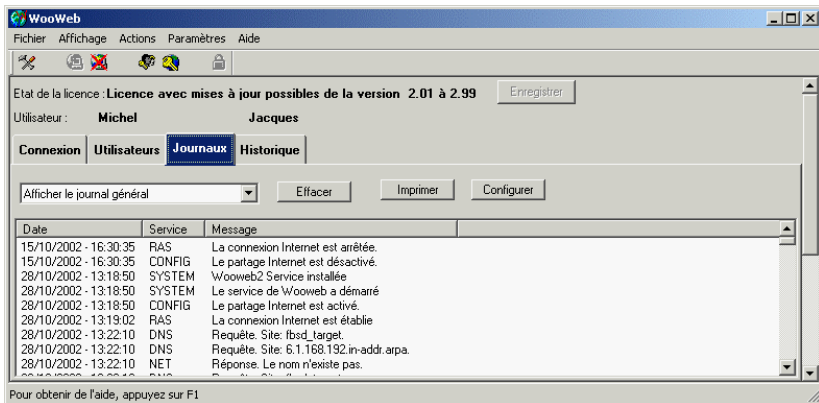 WooWeb
Fichier Affichage Actions Paramètres Aide
Etat de la licence : Licence avec mises à jour possibles de la version 2.01 à 2.99 Enregistrer
Utilisateur : Michel Jacques
Connexion Utilisateurs Journaux Historique
Afficher le journal général Effacer Imprimer Configurer
Date Service Message
15/10/2002 - 16:30:35 RAS La connexion Internet est arrêtée.
15/10/2002 - 16:30:35 CONFIG Le partage Internet est désactivé.
28/10/2002 - 13:18:50 SYSTEM Wooweb2 Service installée
28/10/2002 - 13:18:50 SYSTEM Le service de Wooweb a démarré
28/10/2002 - 13:18:50 CONFIG Le partage Internet est activé.
28/10/2002 - 13:19:02 RAS La connexion Internet est établie
28/10/2002 - 13:22:10 DNS Requête. Site: fbsd_target.
28/10/2002 - 13:22:10 DNS Requête. Site: 6.1.168.192.in-addr.arpa.
28/10/2002 - 13:22:10 NET Réponse. Le nom n'existe pas.
Pour obtenir de l'aide, appuyez sur F1